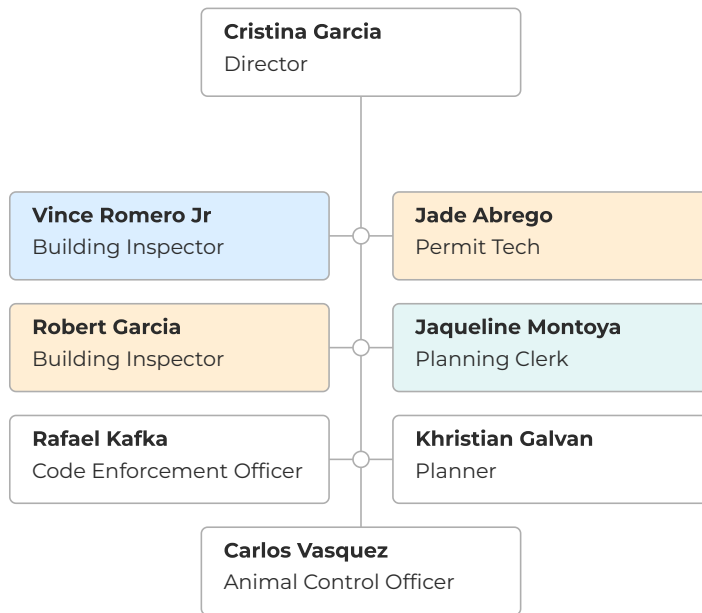 Cristina Garcia
Director
Vince Romero Jr
Building Inspector
Jade Abrego
Permit Tech
Robert Garcia
Building Inspector
Jaqueline Montoya
Planning Clerk
Rafael Kafka
Code Enforcement Officer
Khristian Galvan
Planner
Carlos Vasquez
Animal Control Officer